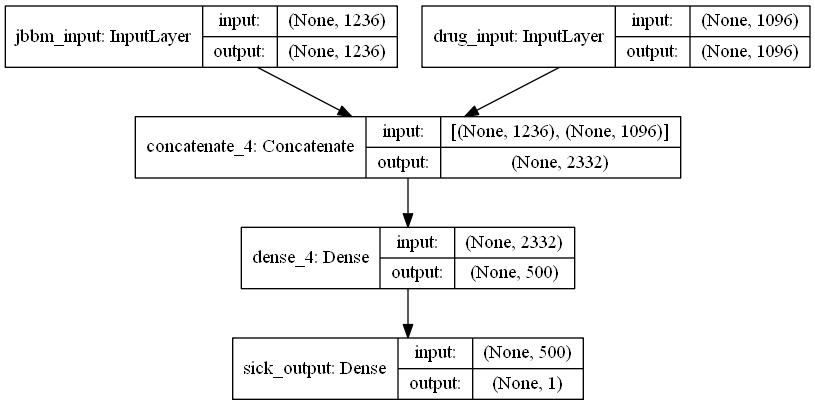 jbbm_input: InputLayer
input: (None, 1236)
output: (None, 1236)
drug_input: InputLayer
input: (None, 1096)
output: (None, 1096)
concatenate_4: Concatenate
input: [(None, 1236), (None, 1096)]
output: (None, 2332)
dense_4: Dense
input: (None, 2332)
output: (None, 500)
sick_output: Dense
input: (None, 500)
output: (None, 1)